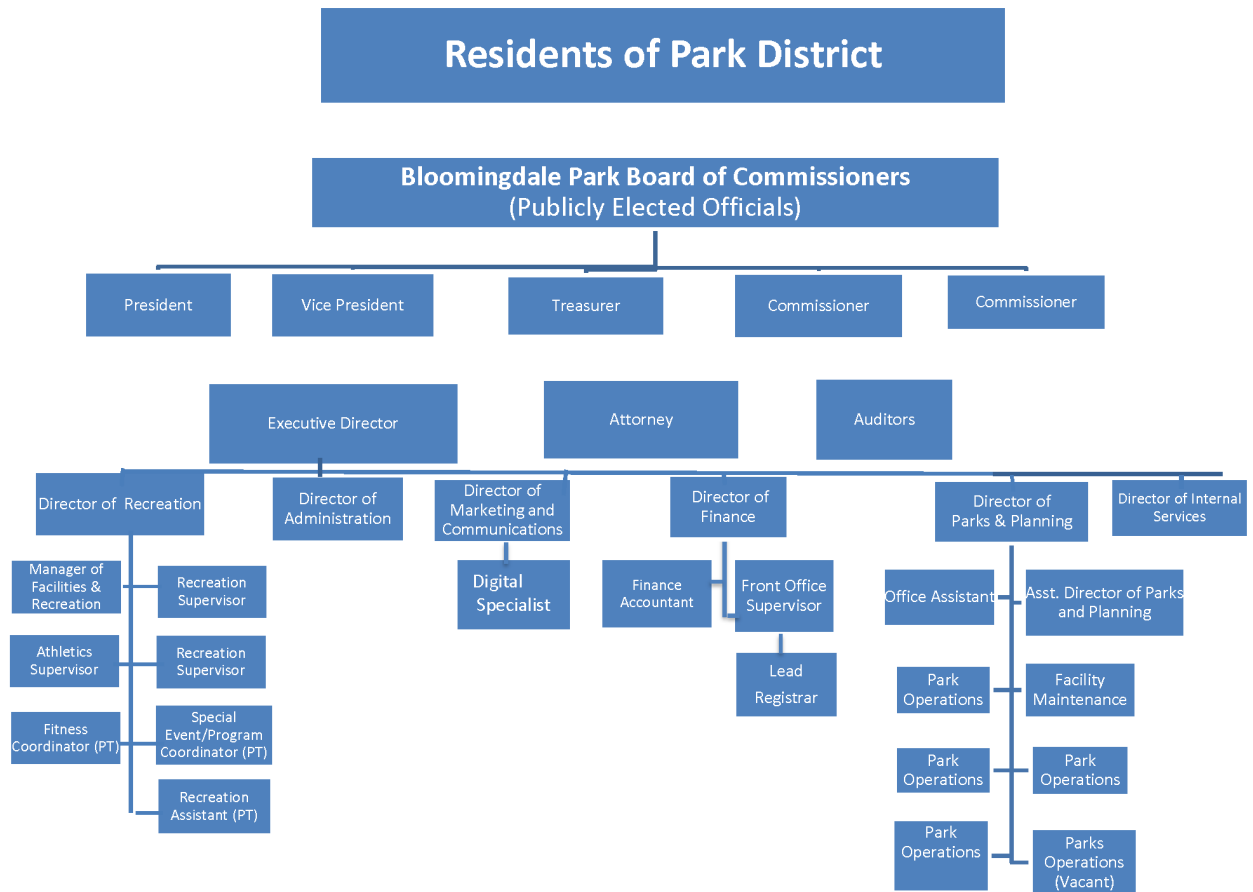 Residents of Park District
Bloomingdale Park Board of Commissioners
(Publicly Elected Officials)
President
Vice President
Treasurer
Commissioner
Commissioner
Executive Director
Attorney
Auditors
Director of Recreation
Director of
Administration
Director of
Marketing and
Communications
Director of
Finance
Director of
Parks & Planning
Director of Internal
Services
Manager of
Facilities &
Recreation
Recreation
Supervisor
Athletics
Supervisor
Recreation
Supervisor
Fitness
Coordinator (PT)
Special
Event/Program
Coordinator (PT)
Recreation
Assistant (PT)
Digital
Specialist
Finance
Accountant
Front Office
Supervisor
Lead
Registrar
Office Assistant
Asst. Director of Parks
and Planning
Park
Operations
Facility
Maintenance
Park
Operations
Park
Operations
Park
Operations
Parks
Operations
(Vacant)